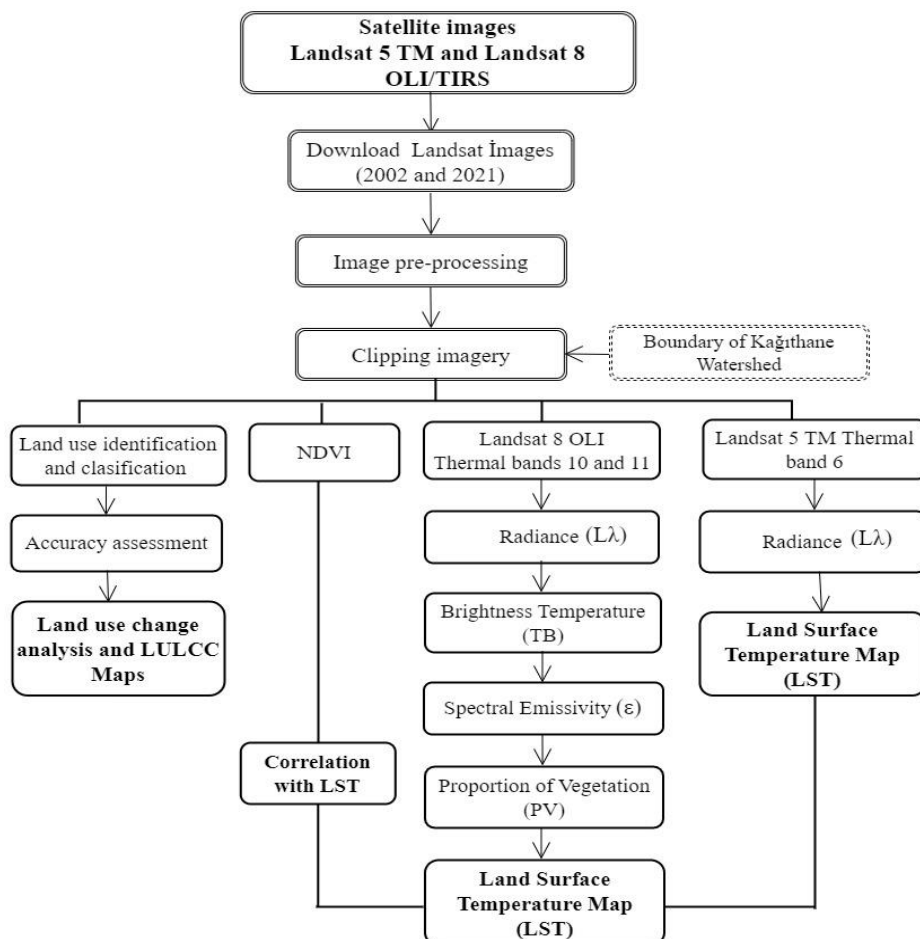 Satellite images
Landsat 5 TM and Landsat 8
OLI/TIRS
Download Landsat İmages
(2002 and 2021)
Image pre-processing
Clipping imagery
Boundary of Kağıthane
Watershed
Land use identification
and clasification
NDVI
Landsat 8 OLI
Thermal bands 10 and 11
Landsat 5 TM Thermal
band 6
Accuracy assessment
Radiance (Lλ)
Radiance (Lλ)
Land use change
analysis and LULCC
Maps
Brightness Temperature
(TB)
Land Surface
Temperature Map
(LST)
Spectral Emissivity (ε)
Correlation
with LST
Proportion of Vegetation
(PV)
Land Surface
Temperature Map
(LST)